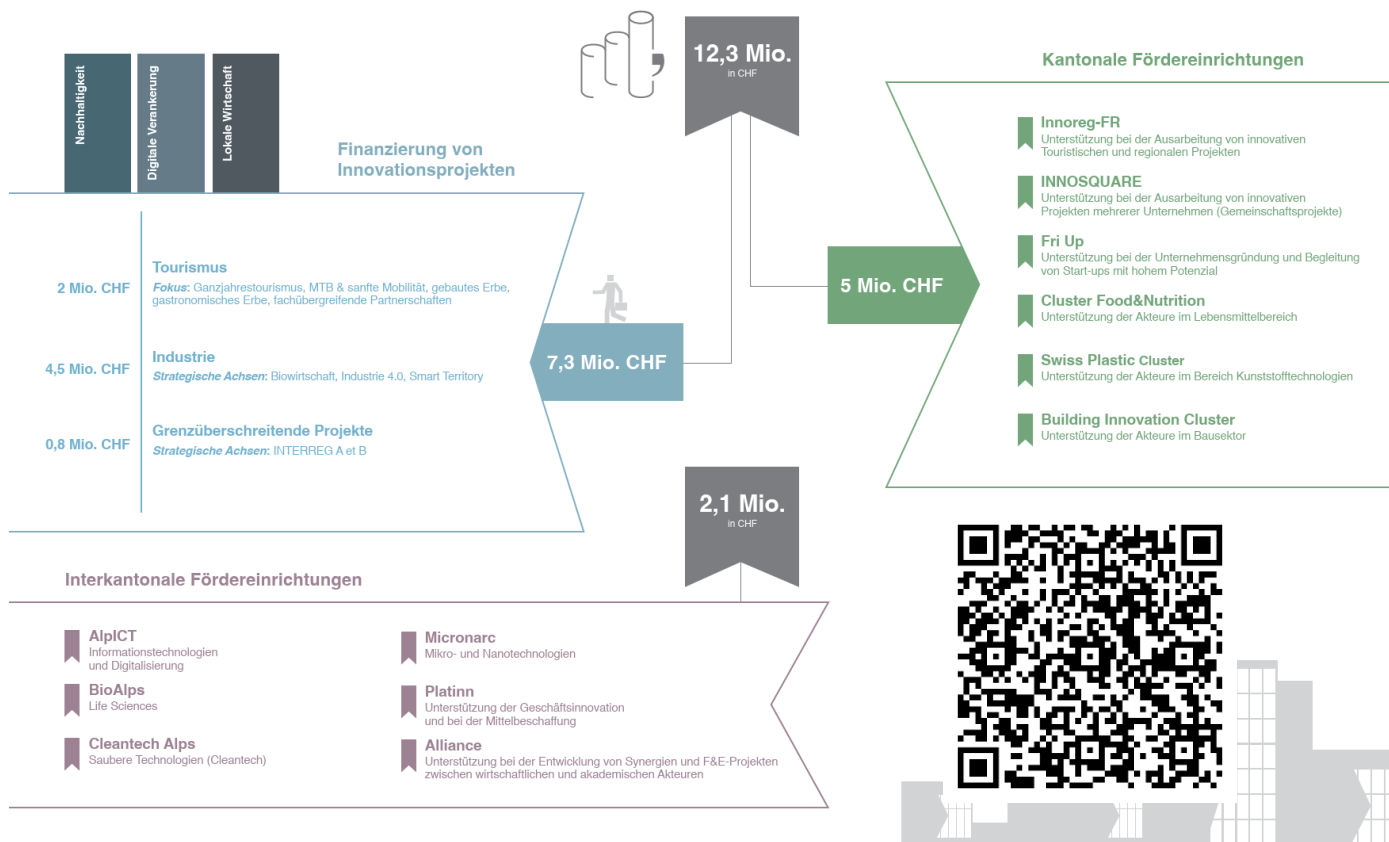 Nachhaltigkeit
Digitale Verankerung
Lokale Wirtschaft
Finanzierung von
Innovationsprojekten
2 Mio. CHF
Tourismus
Fokus: Ganzjahrestourismus, MTB & sanfte Mobilität, gebautes Erbe,
gastronomisches Erbe, fachübergreifende Partnerschaften
4,5 Mio. CHF
Industrie
Strategische Achsen: Biowirtschaft, Industrie 4.0, Smart Territory
0,8 Mio. CHF
Grenzüberschreitende Projekte
Strategische Achsen: INTERREG A et B
7,3 Mio. CHF
12,3 Mio.
in CHF
5 Mio. CHF
Kantonale Fördereinrichtungen
Innoreg-FR
Unterstützung bei der Ausarbeitung von innovativen
Touristischen und regionalen Projekten
INNOSQUARE
Unterstützung bei der Ausarbeitung von innovativen
Projekten mehrerer Unternehmen (Gemeinschaftsprojekte)
Fri Up
Unterstützung bei der Unternehmensgründung und Begleitung
von Start-ups mit hohem Potenzial
Cluster Food&Nutrition
Unterstützung der Akteure im Lebensmittelbereich
Swiss Plastic Cluster
Unterstützung der Akteure im Bereich Kunststofftechnologien
Building Innovation Cluster
Unterstützung der Akteure im Bausektor
2,1 Mio.
in CHF
Interkantonale Fördereinrichtungen
AlpICT
Informationstechnologien
und Digitalisierung
BioAlps
Life Sciences
Cleantech Alps
Saubere Technologien (Cleantech)
Micronarc
Mikro- und Nanotechnologien
Platinn
Unterstützung der Geschäftsinnovation
und bei der Mittelbeschaffung
Alliance
Unterstützung bei der Entwicklung von Synergien und F&E-Projekten
zwischen wirtschaftlichen und akademischen Akteuren